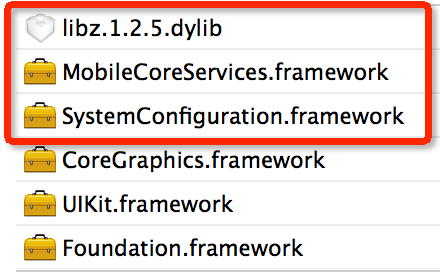 libz.1.2.5.dylib
MobileCoreServices.framework
SystemConfiguration.framework
CoreGraphics.framework
UIKit.framework
Foundation.framework